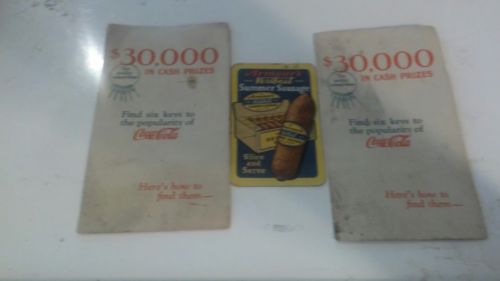 $30,000
IN CASH PRIZES
Find six keys to
the popularity of
Coca-Cola
Here's how to
find them—
Armour's
Summer Sausage
Slice
and
Serve
$30,000
IN CASH PRIZES
Find six keys to
the popularity of
Coca-Cola
Here's how to
find them—